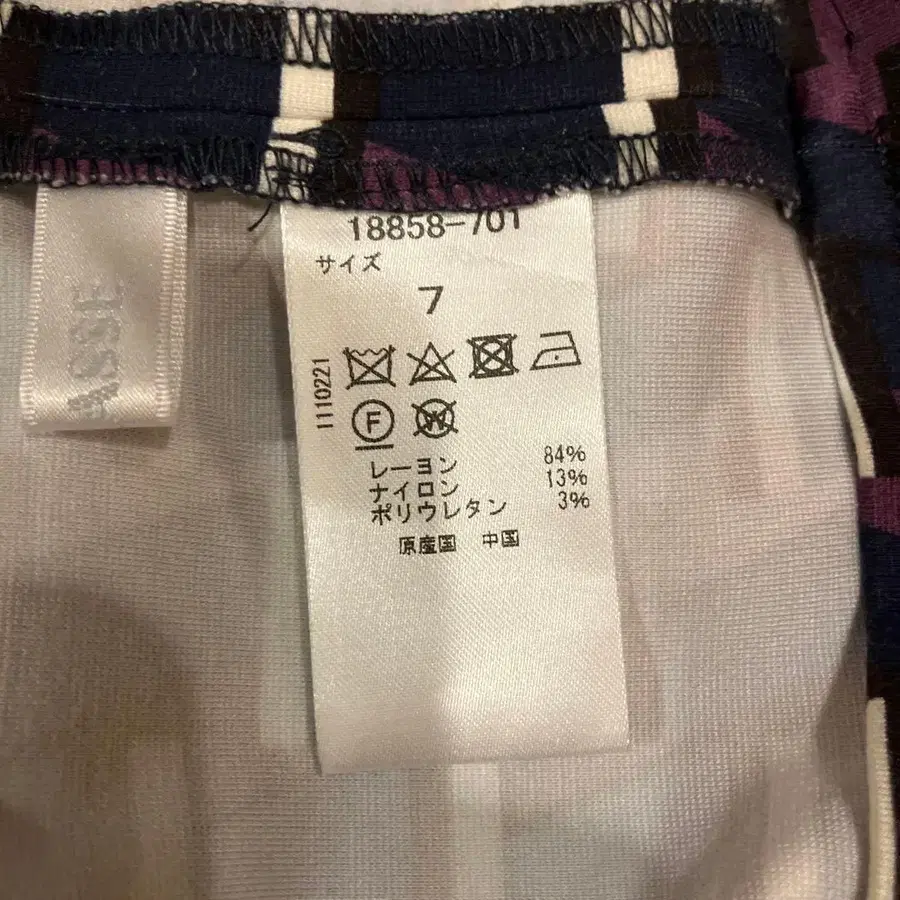 18858-701
サイズ
7
1110221
F
W
レーヨン 84%
ナイロン 13%
ポリウレタン 3%
原産国 中国
ASSE